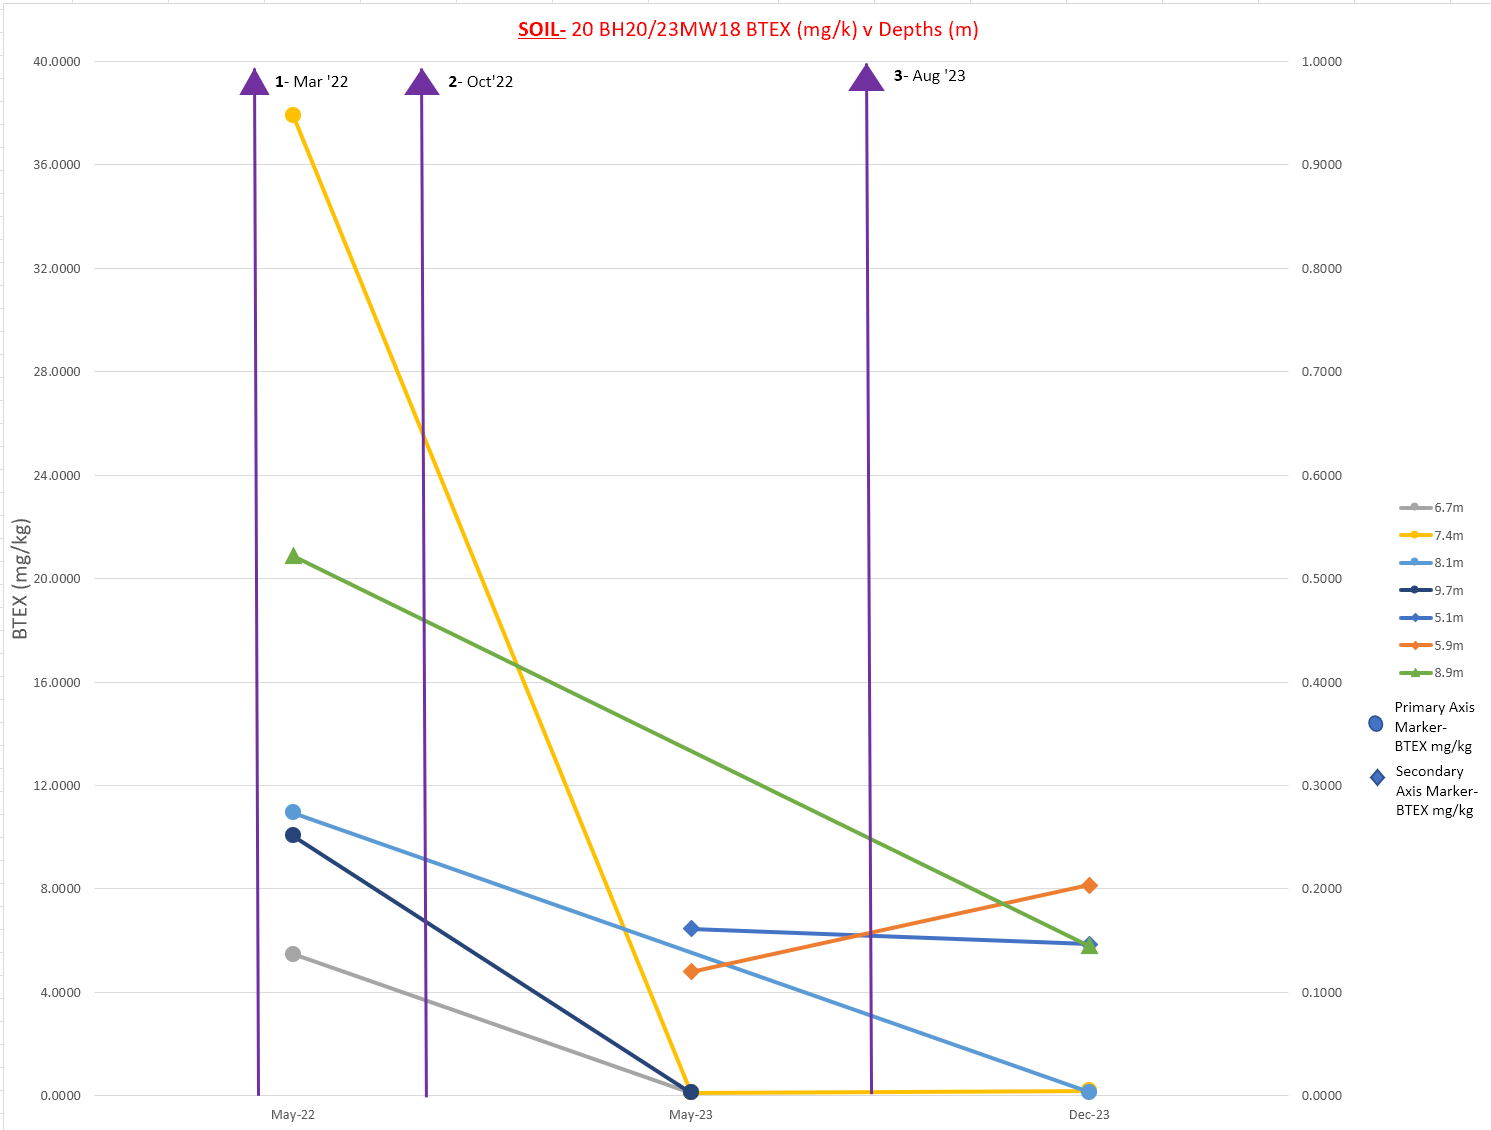 SOIL- 20 BH20/23MW18 BTEX (mg/k) v Depths (m)
40.0000
36.0000
32.0000
28.0000
24.0000
20.0000
16.0000
12.0000
8.0000
4.0000
0.0000
BTEX (mg/kg)
1- Mar '22
2- Oct'22
3- Aug '23
1.0000
0.9000
0.8000
0.7000
0.6000
0.5000
0.4000
0.3000
0.2000
0.1000
0.0000
May-22
May-23
Dec-23
6.7m
7.4m
8.1m
9.7m
5.1m
5.9m
8.9m
Primary Axis
Marker-
BTEX mg/kg
Secondary
Axis Marker-
BTEX mg/kg